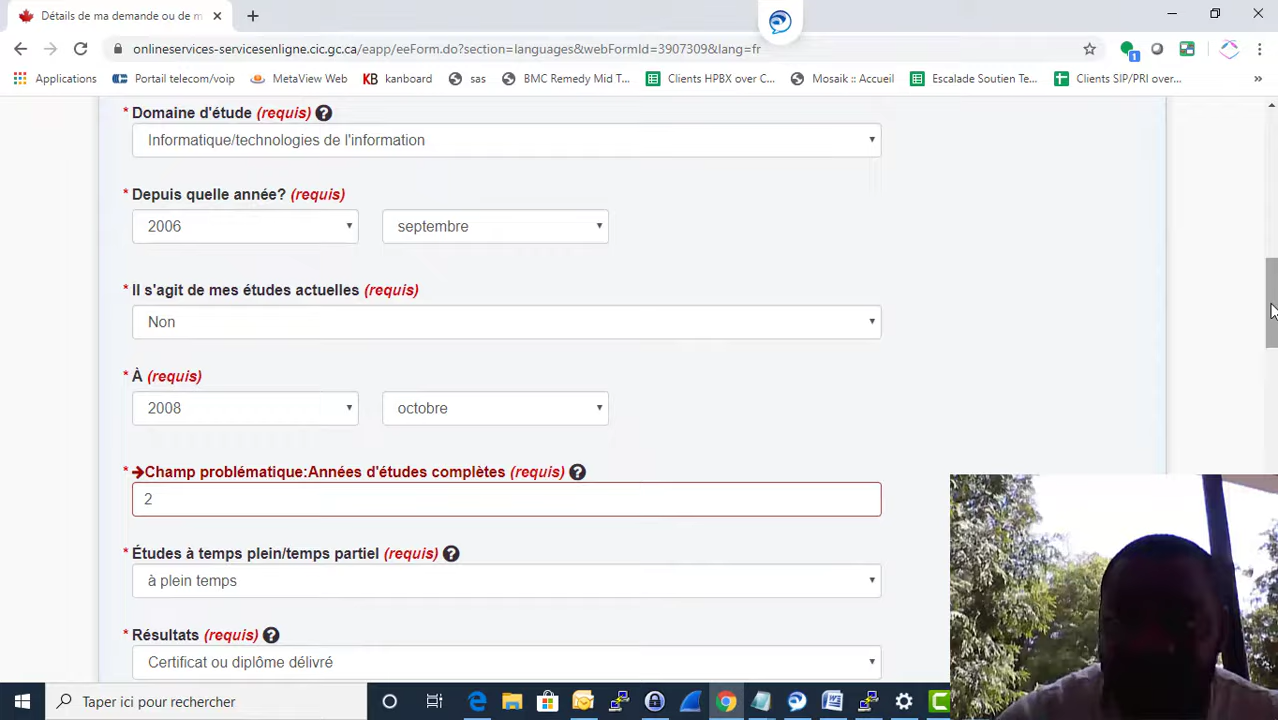 Détails de ma demande ou de m
onlineservices-servicesenligne.cic.gc.ca/eapp/eeForm.do?section=languages&webFormId=3907309&lang=fr
1
Applications
Portail telecom/voip
MetaView Web
KB kanboard
sas
BMC Remedy Mid T...
Clients HPBX over C...
Mosaik :: Accueil
Escalade Soutien Te...
Clients SIP/PRI over...
»
* Domaine d'étude (requis)
Informatique/technologies de l'information
* Depuis quelle année? (requis)
2006 septembre
* Il s'agit de mes études actuelles (requis)
Non
* À (requis)
2008 octobre
* Champ problématique:Années d'études complètes (requis)
2
* Études à temps plein/temps partiel (requis)
à plein temps
* Résultats (requis)
Certificat ou diplôme délivré
Taper ici pour rechercher